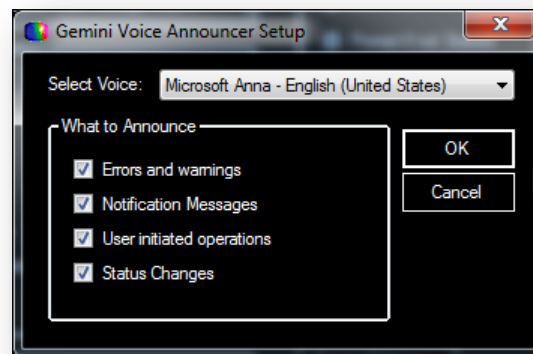 Gemini Voice Announcer Setup
Select Voice: Microsoft Anna - English (United States)
What to Announce
Errors and warnings
Notification Messages
User initiated operations
Status Changes
OK
Cancel